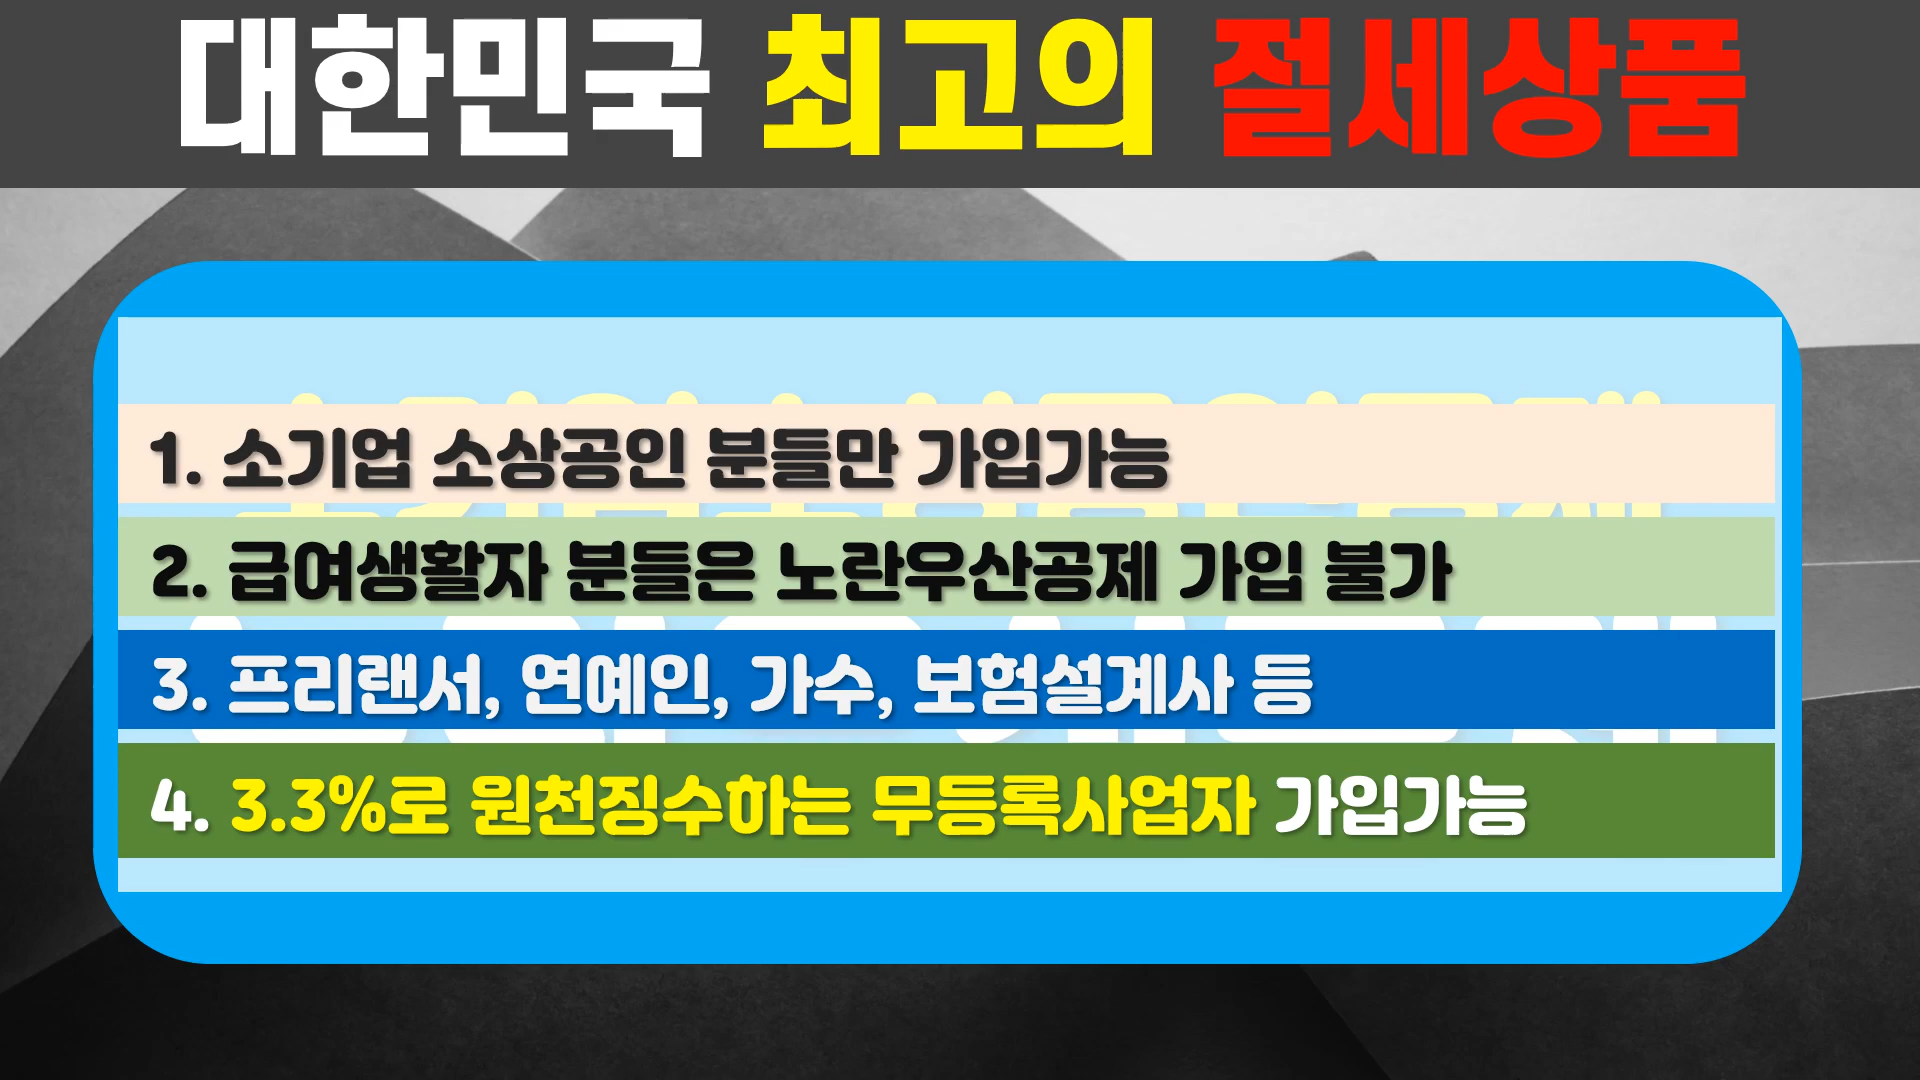 대한민국 최고의 절세상품
1. 소기업 소상공인 분들만 가입가능
2. 급여생활자 분들은 노란우산공제 가입 불가
3. 프리랜서, 연예인, 가수, 보험설계사 등
4. 3.3%로 원천징수하는 무등록사업자 가입가능